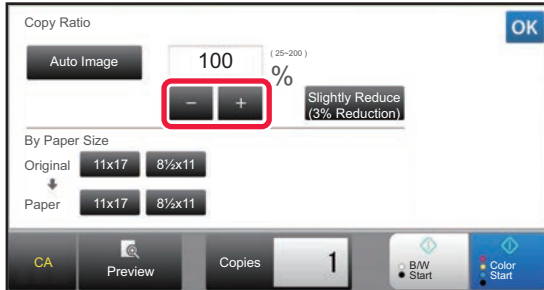 Copy Ratio
OK
Auto Image
100
(25~200)
%
−
+
Slightly Reduce
(3% Reduction)
By Paper Size
Original
11x17
8½x11
Paper
11x17
8½x11
CA
Preview
Copies
1
B/W
Start
Color
Start